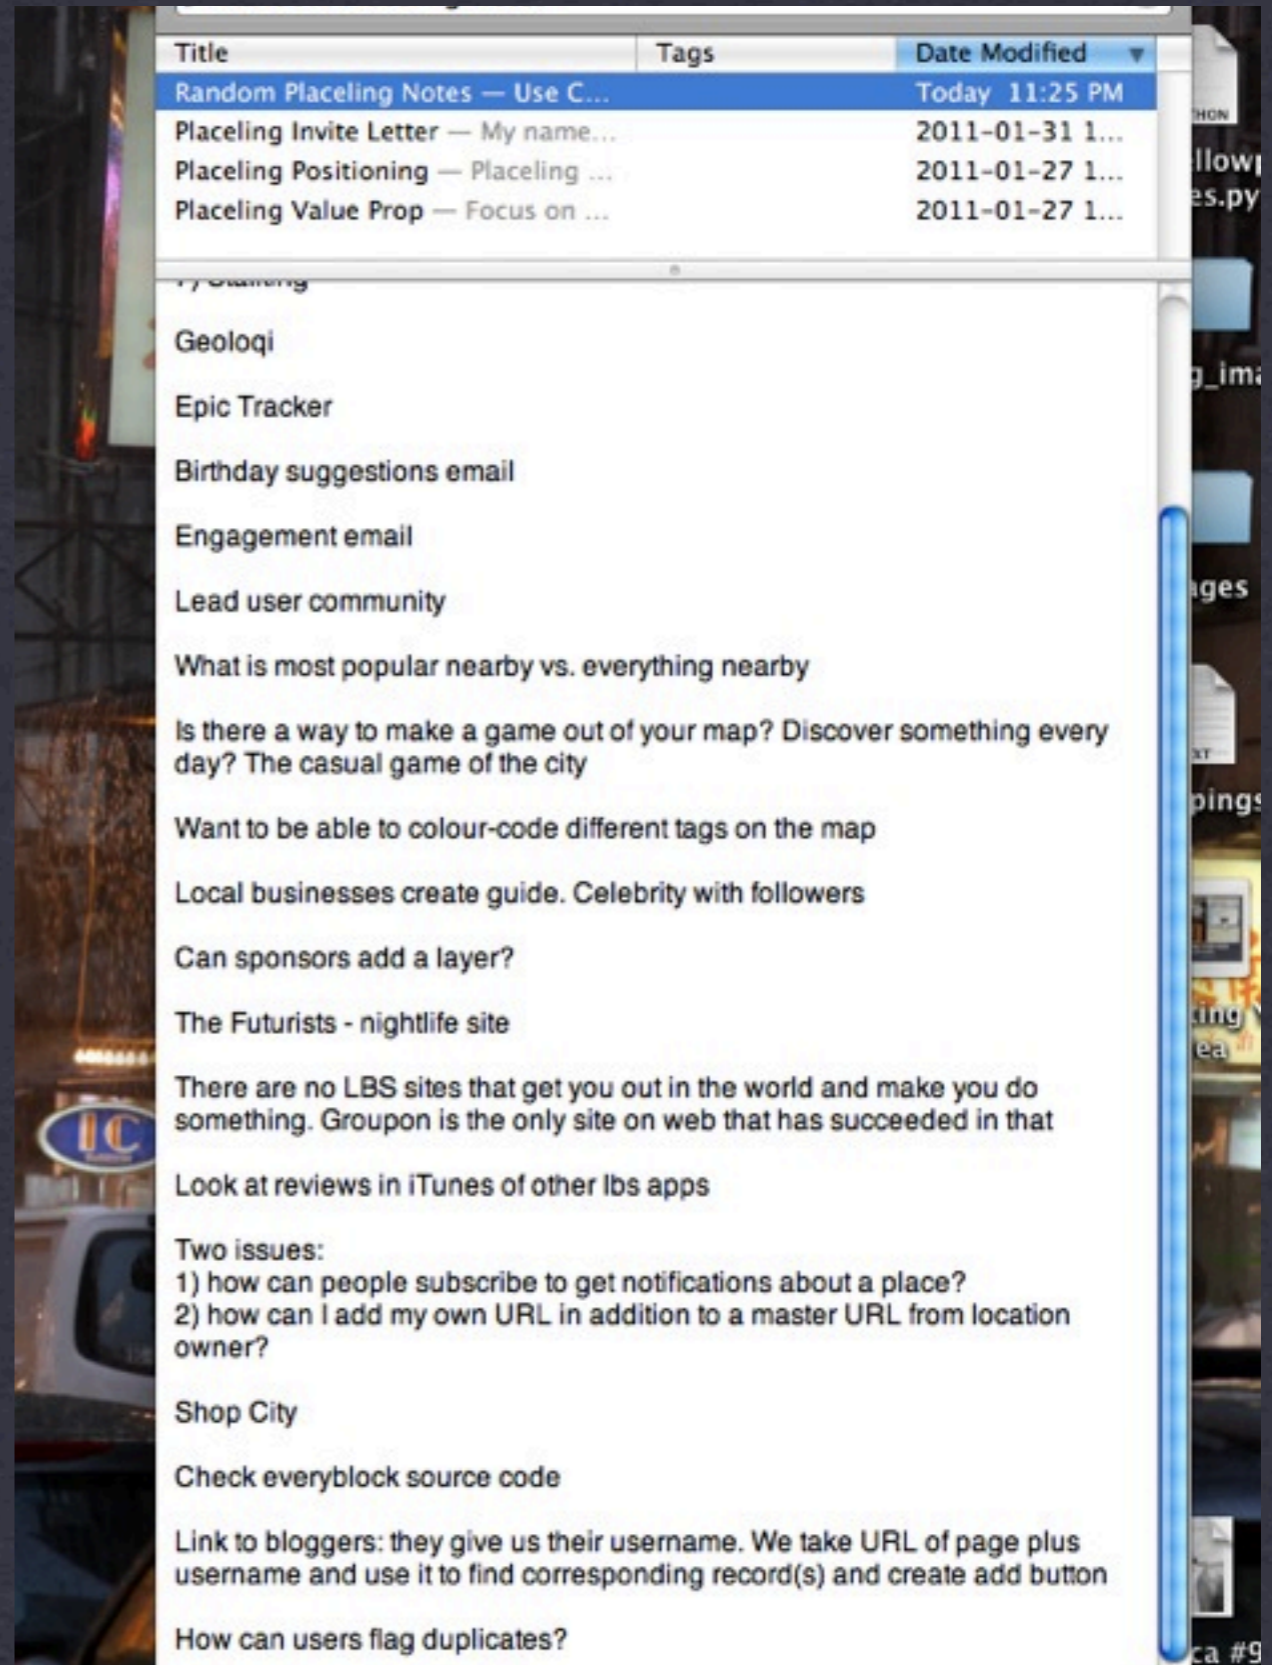 Title Tags Date Modified
Random Placeling Notes — Use C... Today 11:25 PM
Placeling Invite Letter — My name... 2011-01-31 1...
Placeling Positioning — Placeling ... 2011-01-27 1...
Placeling Value Prop — Focus on ... 2011-01-27 1...
Geoloqi
Epic Tracker
Birthday suggestions email
Engagement email
Lead user community
What is most popular nearby vs. everything nearby
Is there a way to make a game out of your map? Discover something every
day? The casual game of the city
Want to be able to colour-code different tags on the map
Local businesses create guide. Celebrity with followers
Can sponsors add a layer?
The Futurists - nightlife site
There are no LBS sites that get you out in the world and make you do
something. Groupon is the only site on web that has succeeded in that
Look at reviews in iTunes of other lbs apps
Two issues:
1) how can people subscribe to get notifications about a place?
2) how can I add my own URL in addition to a master URL from location
owner?
Shop City
Check everyblock source code
Link to bloggers: they give us their username. We take URL of page plus
username and use it to find corresponding record(s) and create add button
How can users flag duplicates?
HON
llowp
es.py
g_ima
ages
XT
pings
king
ea
ca #9
IC